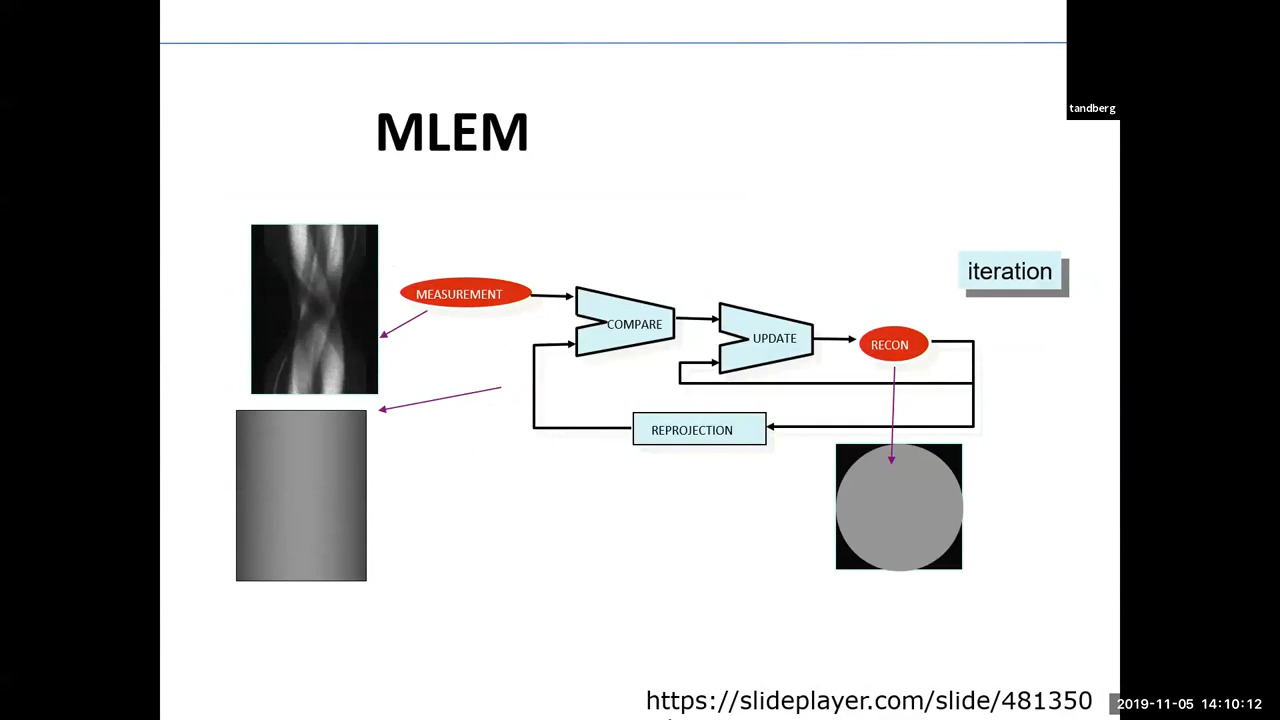 tandberg
MLEM
iteration
MEASUREMENT
COMPARE
UPDATE
RECON
REPROJECTION
https://slideplayer.com/slide/481350
2019-11-05 14:10:12